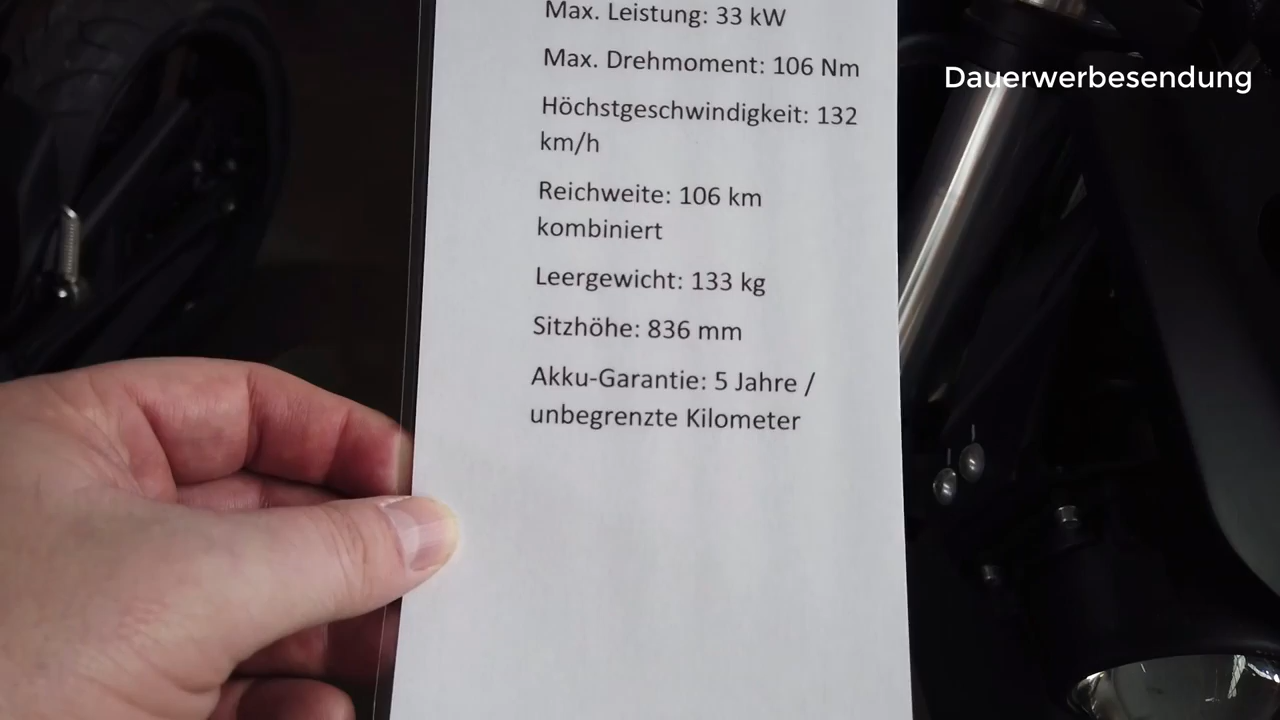 Max. Leistung: 33 kW
Max. Drehmoment: 106 Nm
Dauerwerbesendung
Höchstgeschwindigkeit: 132
km/h
Reichweite: 106 km
kombiniert
Leergewicht: 133 kg
Sitzhöhe: 836 mm
Akku-Garantie: 5 Jahre /
unbegrenzte Kilometer